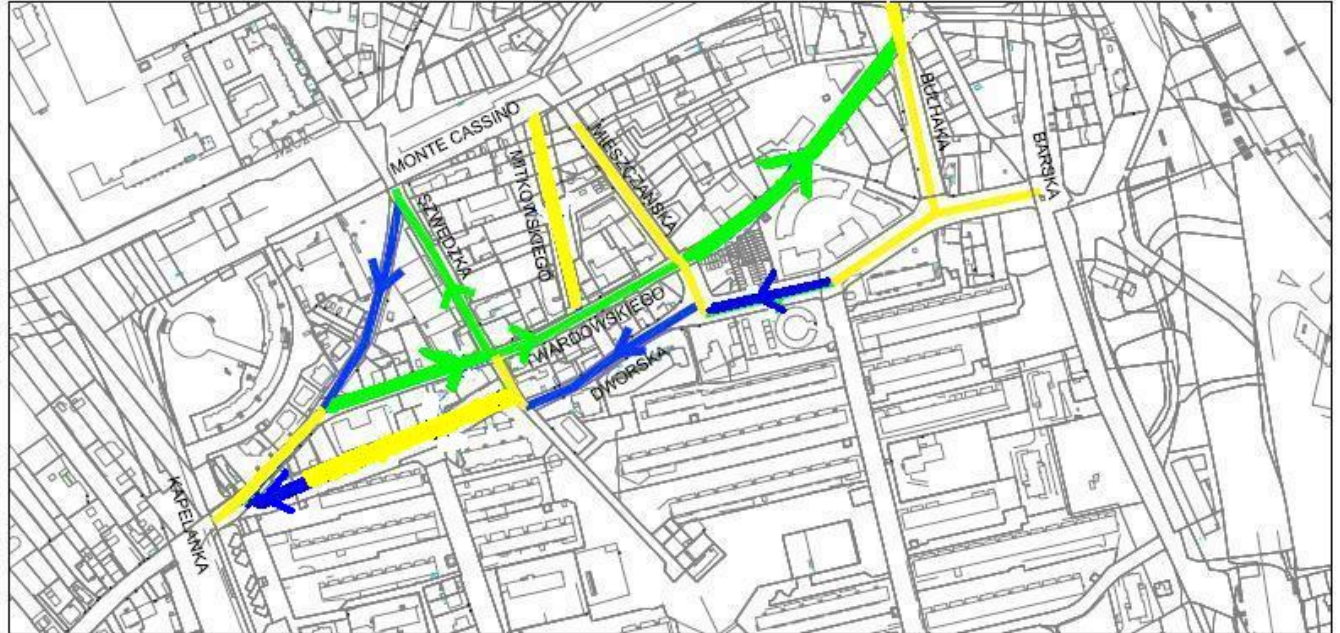 MONTE CASSINO
BUŁHAKA
BARSKA
MIESZCZAŃSKA
MITKOWSKIEGO
SZWEDZKA
TWARDOWSKIEGO
DWORSKA
KAPELANKA